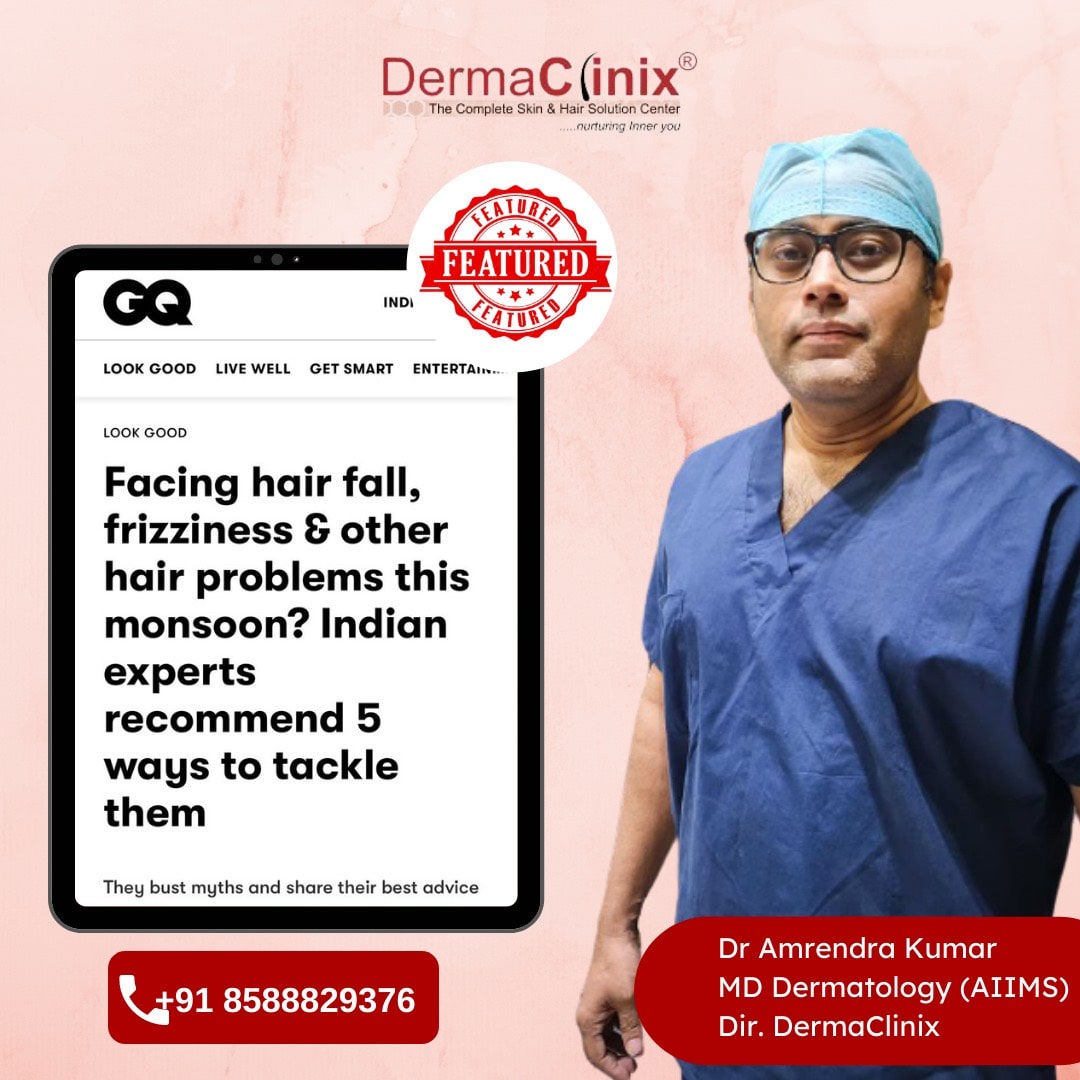 DermaClinix®
The Complete Skin & Hair Solution Center
.....nurturing Inner you
FEATURED
FEATURED
FEATURED
GQ
LOOK GOOD LIVE WELL GET SMART
LOOK GOOD
Facing hair fall,
frizziness & other
hair problems this
monsoon? Indian
experts
recommend 5
ways to tackle
them
They bust myths and share their best advice
+91 8588829376
Dr Amrendra Kumar
MD Dermatology (AIIMS)
Dir. DermaClinix